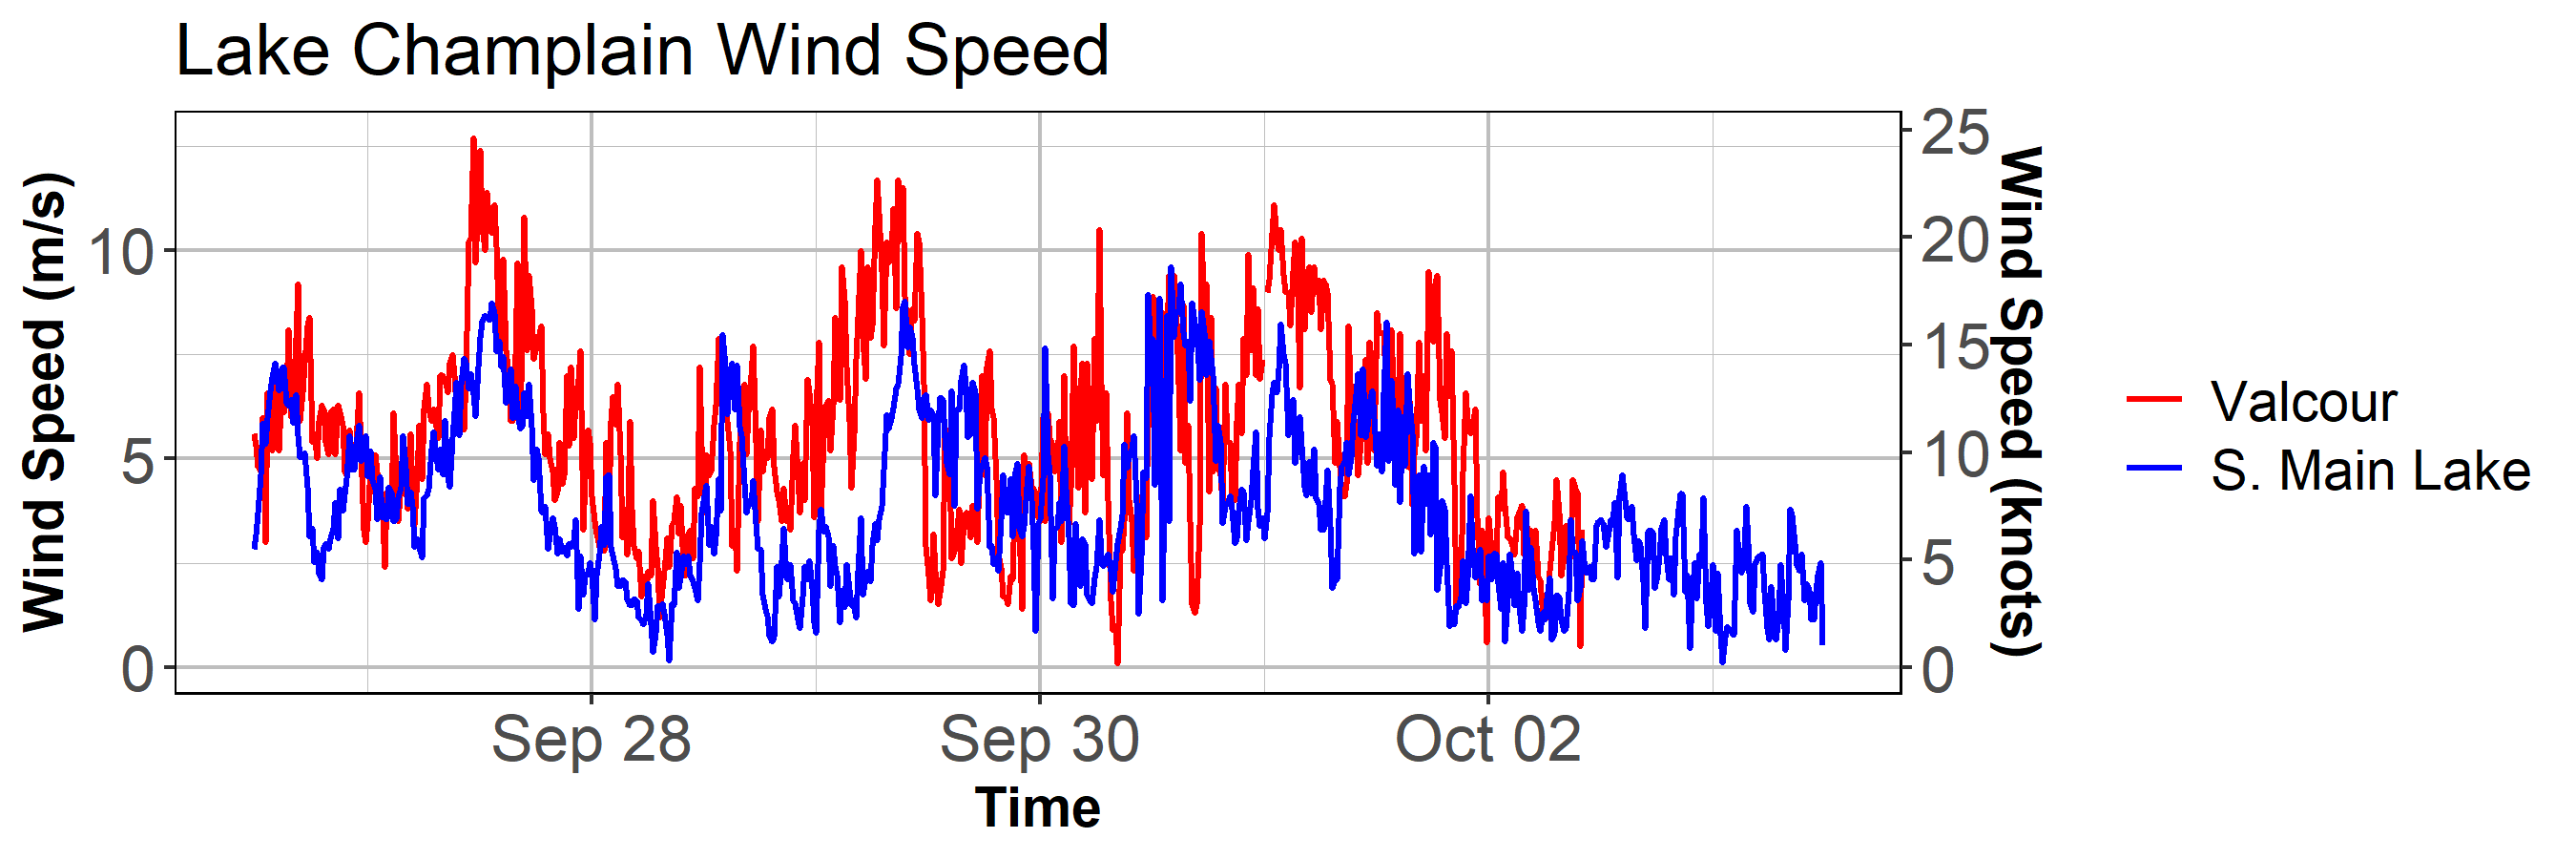 Lake Champlain Wind Speed
Wind Speed (m/s)
10
5
0
25
20
15
10
5
0
Wind Speed (knots)
Sep 28
Sep 30
Oct 02
Time
Valcour
S. Main Lake